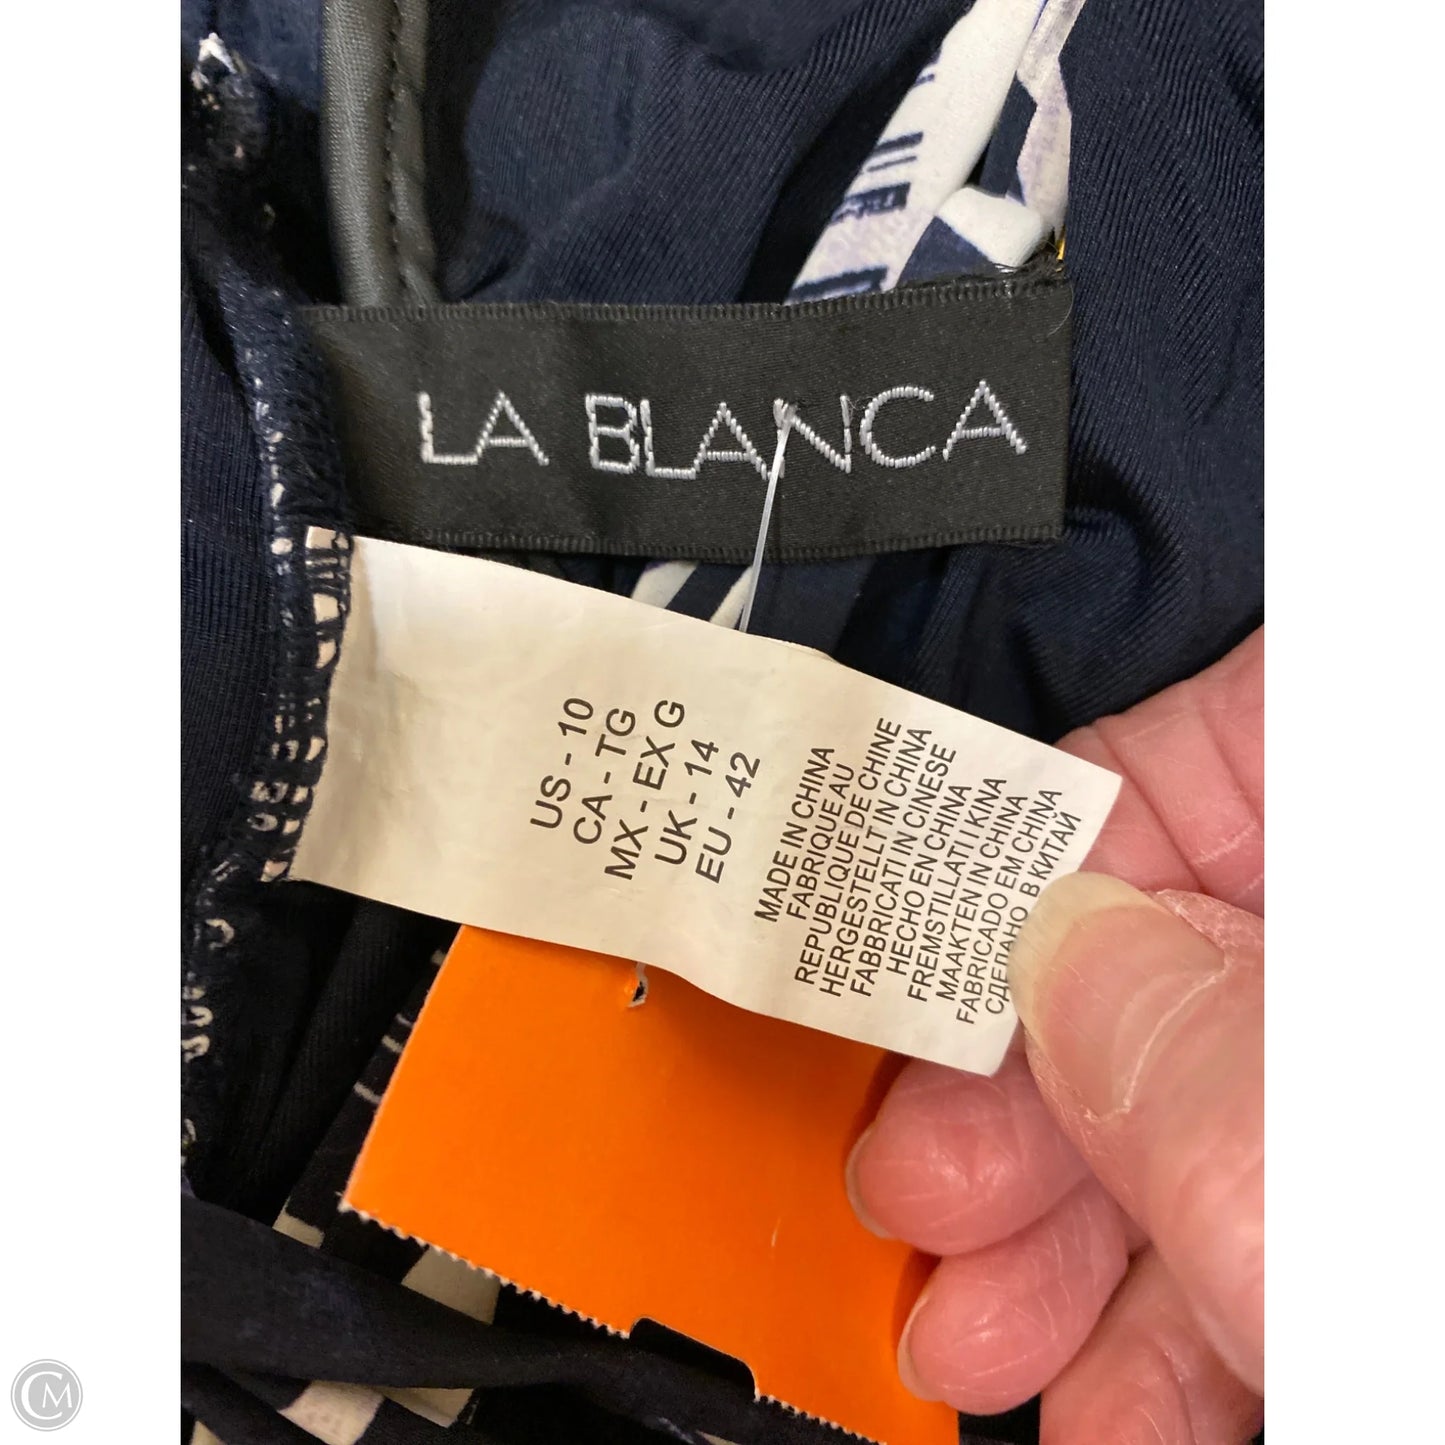 LA BLANCA
US - 10
CA - TG
MX - EX G
UK - 14
EU - 42
MADE IN CHINA
FABRIQUE AU
REPUBLIQUE DE CHINE
HERGESTELLT IN CHINA
FABBRICATI IN CINESE
HECHO EN CHINA
FREMSTILLAT I KINA
MAAKTEN IN CHINA
FABRICADO EM CHINA
СДЕЛАНО В КИТАЙ
CM